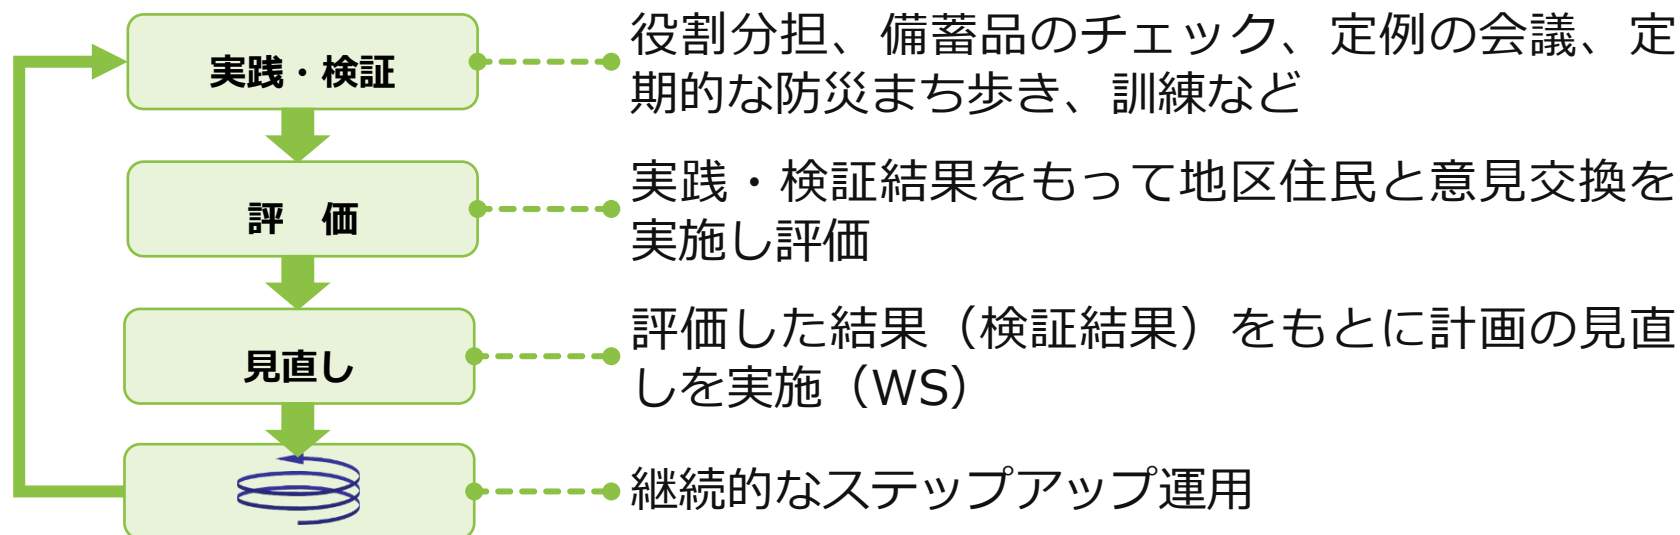 実践・検証
役割分担、備蓄品のチェック、定例の会議、定
期的な防災まち歩き、訓練など
評　価
実践・検証結果をもって地区住民と意見交換を
実施し評価
見直し
評価した結果（検証結果）をもとに計画の見直
しを実施（WS）
継続的なステップアップ運用